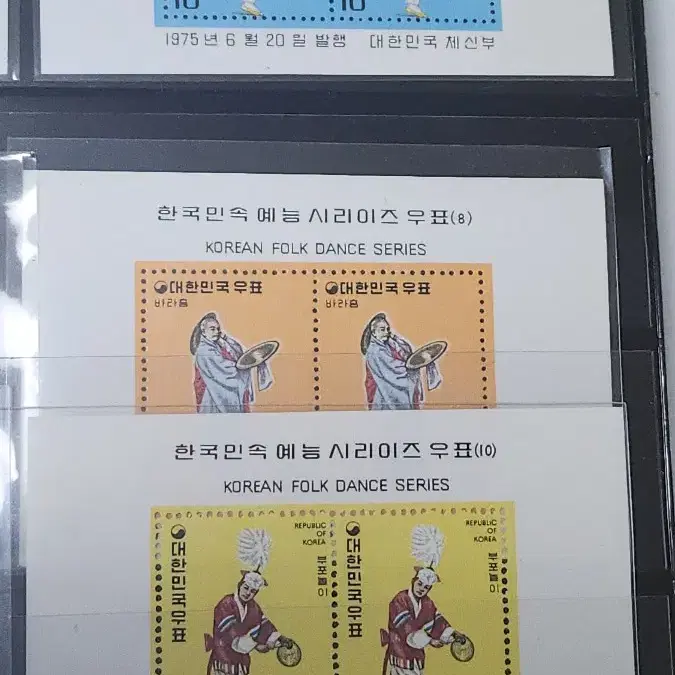 10 10
1975년 6월 20일 발행 대한민국 체신부
한국민속 예능 시리이즈 우표(8)
KOREAN FOLK DANCE SERIES
대한민국우표 대한민국우표
바라춤 바라춤
한국민속 예능 시리이즈 우표(10)
KOREAN FOLK DANCE SERIES
대한민국우표
REPUBLIC
OF
KOREA
부포놀이
대한민국우표
REPUBLIC
OF
KOREA
부포놀이